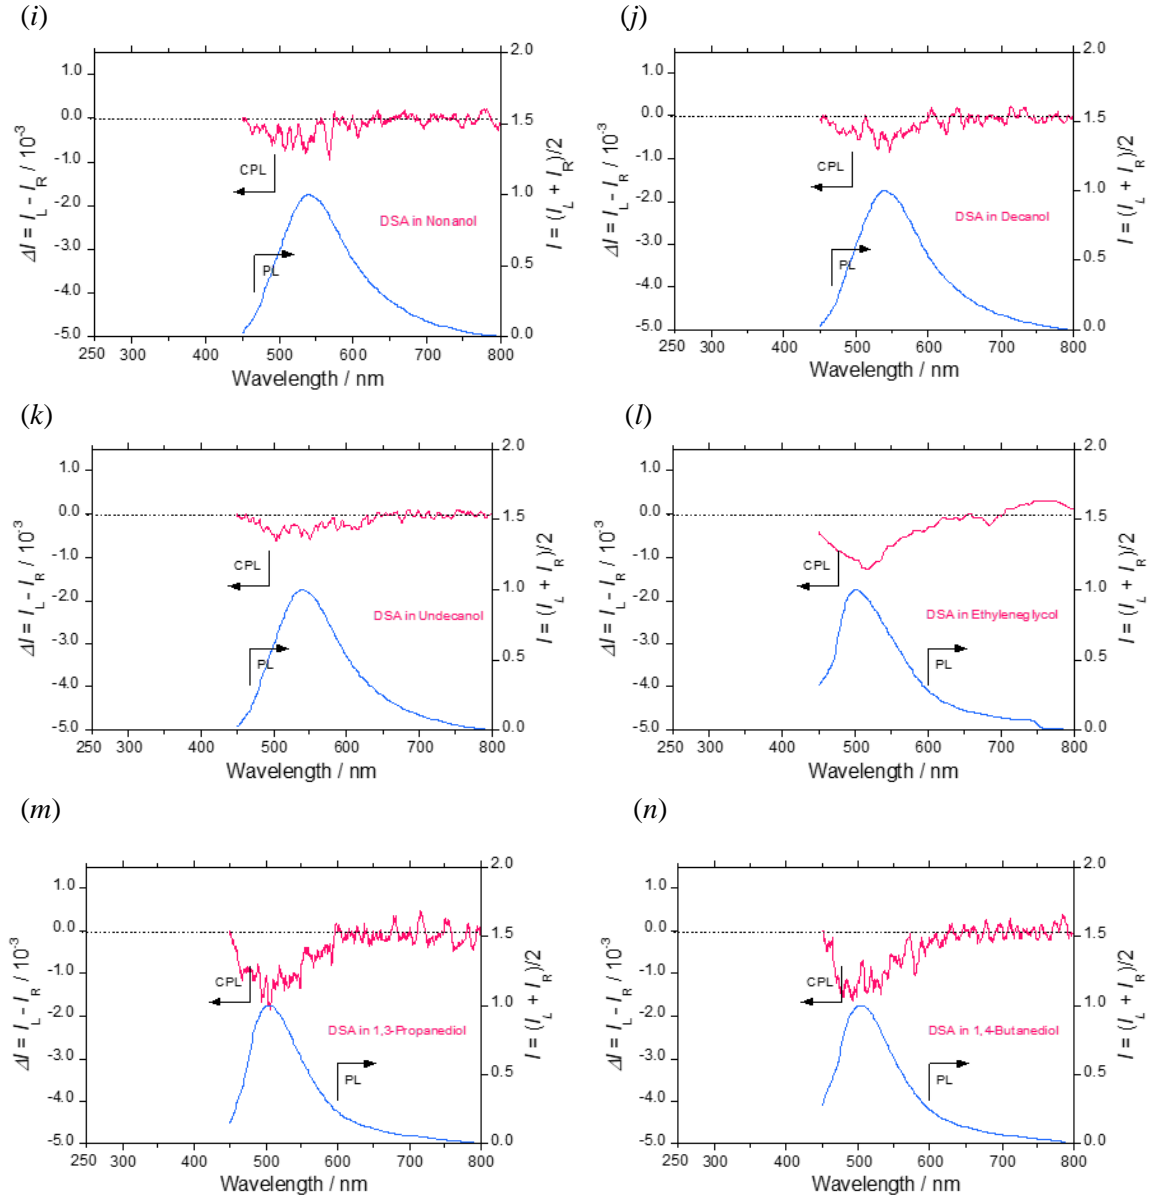 (i)
1.0
0.0
-1.0
-2.0
-3.0
-4.0
-5.0
ΔI = I_L – I_R / 10⁻³
2.0
1.5
1.0
0.5
0.0
I = (I_L + I_R)/2
CPL
PL
DSA in Nonanol
250 300 400 500 600 700 800
Wavelength / nm
(j)
1.0
0.0
-1.0
-2.0
-3.0
-4.0
-5.0
ΔI = I_L – I_R / 10⁻³
2.0
1.5
1.0
0.5
0.0
I = (I_L + I_R)/2
CPL
PL
DSA in Decanol
250 300 400 500 600 700 800
Wavelength / nm
(k)
1.0
0.0
-1.0
-2.0
-3.0
-4.0
-5.0
ΔI = I_L – I_R / 10⁻³
2.0
1.5
1.0
0.5
0.0
I = (I_L + I_R)/2
CPL
PL
DSA in Undecanol
250 300 400 500 600 700 800
Wavelength / nm
(l)
1.0
0.0
-1.0
-2.0
-3.0
-4.0
-5.0
ΔI = I_L – I_R / 10⁻³
2.0
1.5
1.0
0.5
0.0
I = (I_L + I_R)/2
CPL
PL
DSA in Ethyleneglycol
250 300 400 500 600 700 800
Wavelength / nm
(m)
1.0
0.0
-1.0
-2.0
-3.0
-4.0
-5.0
ΔI = I_L – I_R / 10⁻³
2.0
1.5
1.0
0.5
0.0
I = (I_L + I_R)/2
CPL
PL
DSA in 1,3-Propanediol
250 300 400 500 600 700 800
Wavelength / nm
(n)
1.0
0.0
-1.0
-2.0
-3.0
-4.0
-5.0
ΔI = I_L – I_R / 10⁻³
2.0
1.5
1.0
0.5
0.0
I = (I_L + I_R)/2
CPL
PL
DSA in 1,4-Butanediol
250 300 400 500 600 700 800
Wavelength / nm